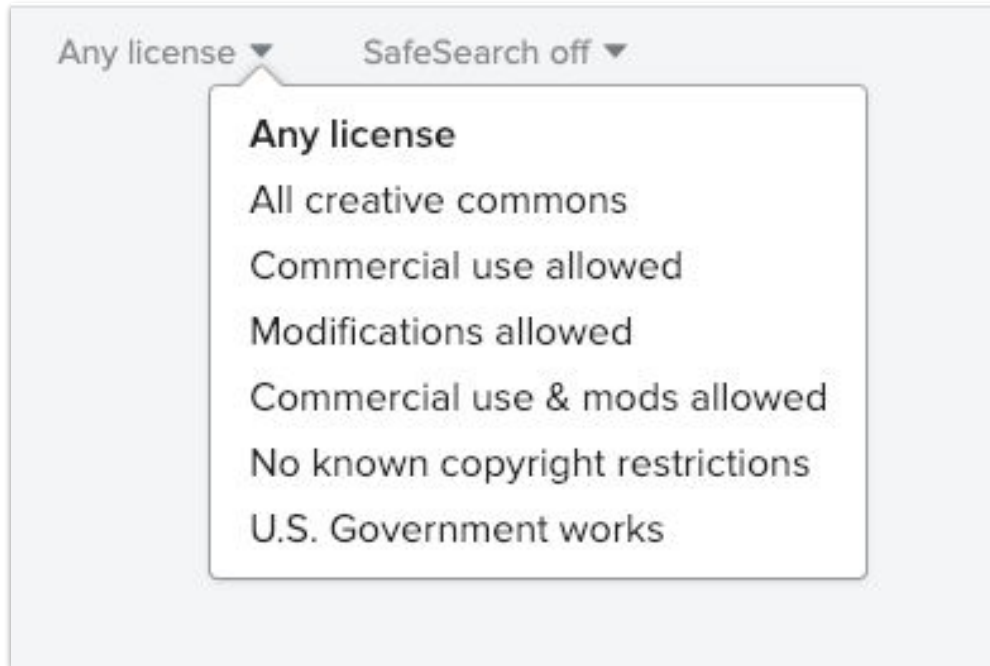 Any license SafeSearch off
Any license
All creative commons
Commercial use allowed
Modifications allowed
Commercial use & mods allowed
No known copyright restrictions
U.S. Government works